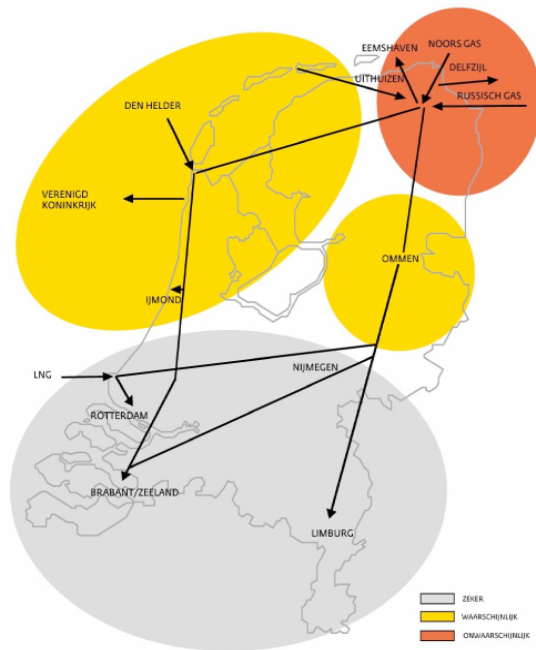 EEMSHAVEN
NOORS GAS
DELFZIJL
UITHUIZEN
RUSSISCH GAS
DEN HELDER
VERENIGD
KONINKRIJK
OMMEN
IJMOND
NIJMEGEN
LNG
ROTTERDAM
BRABANT/ZEELAND
LIMBURG
ZEKER
WAARSCHIJNLIJK
ONWAARSCHIJNLIJK